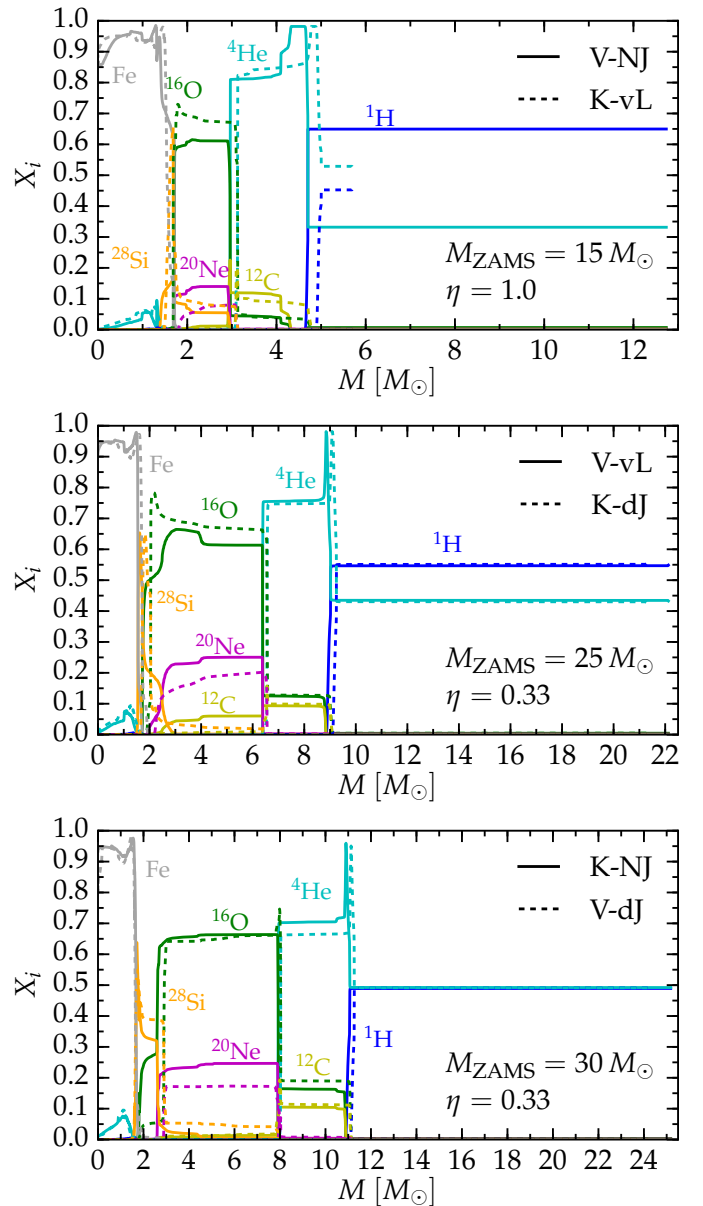 1.0
0.9
0.8
0.7
0.6
0.5
0.4
0.3
0.2
0.1
0.0
X_i
Fe
¹⁶O
⁴He
V-NJ
K-vL
¹H
²⁸Si
²⁰Ne
¹²C
M_ZAMS = 15 M_⊙
η = 1.0
0 2 4 6 8 10 12
M [M_⊙]
1.0
0.9
0.8
0.7
0.6
0.5
0.4
0.3
0.2
0.1
0.0
X_i
Fe
¹⁶O
⁴He
V-vL
K-dJ
¹H
²⁸Si
²⁰Ne
¹²C
M_ZAMS = 25 M_⊙
η = 0.33
0 2 4 6 8 10 12 14 16 18 20 22
M [M_⊙]
1.0
0.9
0.8
0.7
0.6
0.5
0.4
0.3
0.2
0.1
0.0
X_i
Fe
¹⁶O
⁴He
K-NJ
V-dJ
²⁸Si
²⁰Ne
¹²C
¹H
M_ZAMS = 30 M_⊙
η = 0.33
0 2 4 6 8 10 12 14 16 18 20 22 24
M [M_⊙]